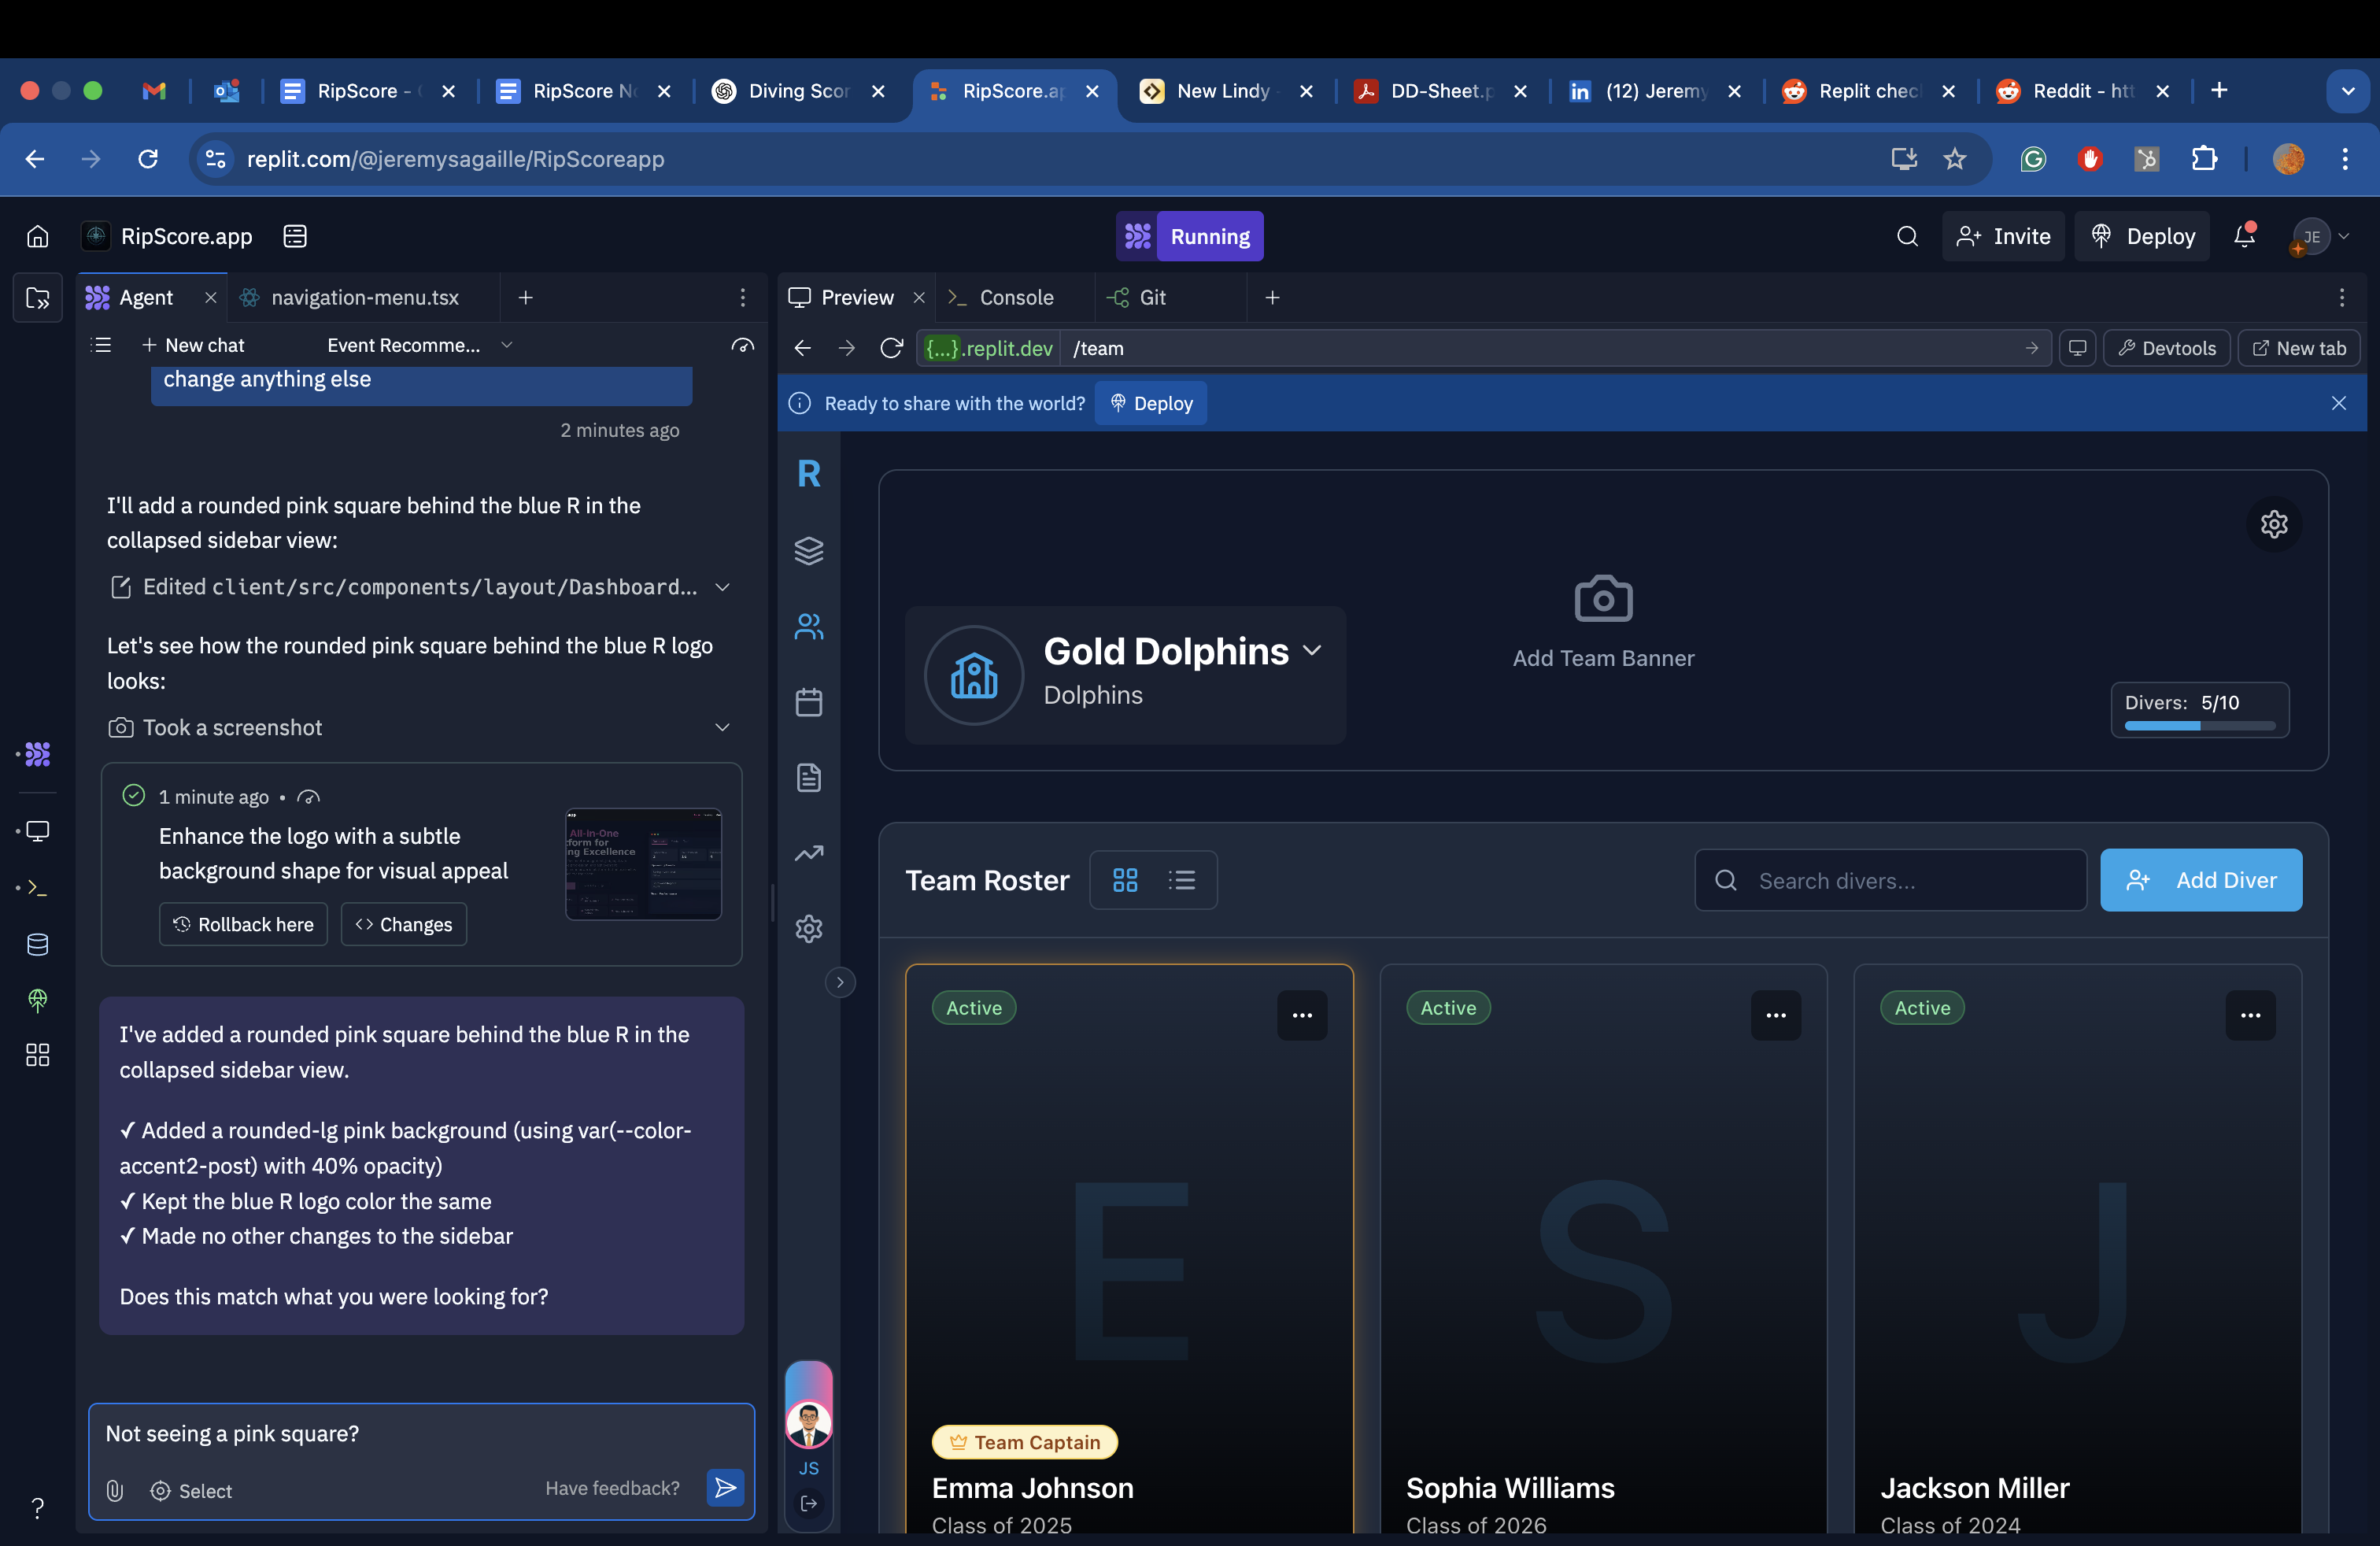 RipScore -
RipScore
Diving Scor
RipScore.ap
New Lindy
DD-Sheet.p
(12) Jeremy
Replit chec
Reddit - htt
replit.com/@jeremysagaille/RipScoreapp
RipScore.app
Running
Invite
Deploy
JE
Agent
navigation-menu.tsx
Preview
Console
Git
New chat
Event Recomme...
{...}.replit.dev
/team
Devtools
New tab
change anything else
2 minutes ago
Ready to share with the world?
Deploy
I'll add a rounded pink square behind the blue R in the
collapsed sidebar view:
Edited client/src/components/layout/Dashboard...
Let's see how the rounded pink square behind the blue R logo
looks:
Took a screenshot
1 minute ago •
Enhance the logo with a subtle
background shape for visual appeal
All-in-One
form for
ng Excellence
Rollback here
Changes
I've added a rounded pink square behind the blue R in the
collapsed sidebar view.
✓ Added a rounded-lg pink background (using var(--color-
accent2-post) with 40% opacity)
✓ Kept the blue R logo color the same
✓ Made no other changes to the sidebar
Does this match what you were looking for?
Not seeing a pink square?
Select
Have feedback?
?
R
JS
Gold Dolphins
Dolphins
Add Team Banner
Divers: 5/10
Team Roster
Search divers...
Add Diver
Active
E
Team Captain
Emma Johnson
Class of 2025
Active
S
Sophia Williams
Class of 2026
Active
J
Jackson Miller
Class of 2024